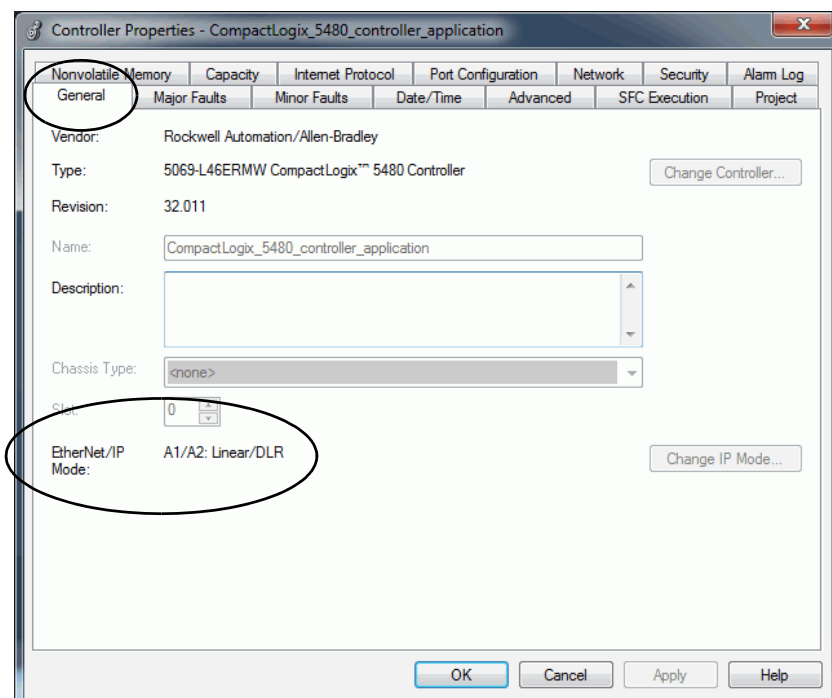 Controller Properties - CompactLogix_5480_controller_application
Nonvolatile Memory Capacity Internet Protocol Port Configuration Network Security Alarm Log
General Major Faults Minor Faults Date/Time Advanced SFC Execution Project
Vendor: Rockwell Automation/Allen-Bradley
Type: 5069-L46ERMW CompactLogix™ 5480 Controller Change Controller...
Revision: 32.011
Name: CompactLogix_5480_controller_application
Description:
Chassis Type: <none>
Slot: 0
EtherNet/IP A1/A2: Linear/DLR Change IP Mode...
Mode:
OK Cancel Apply Help